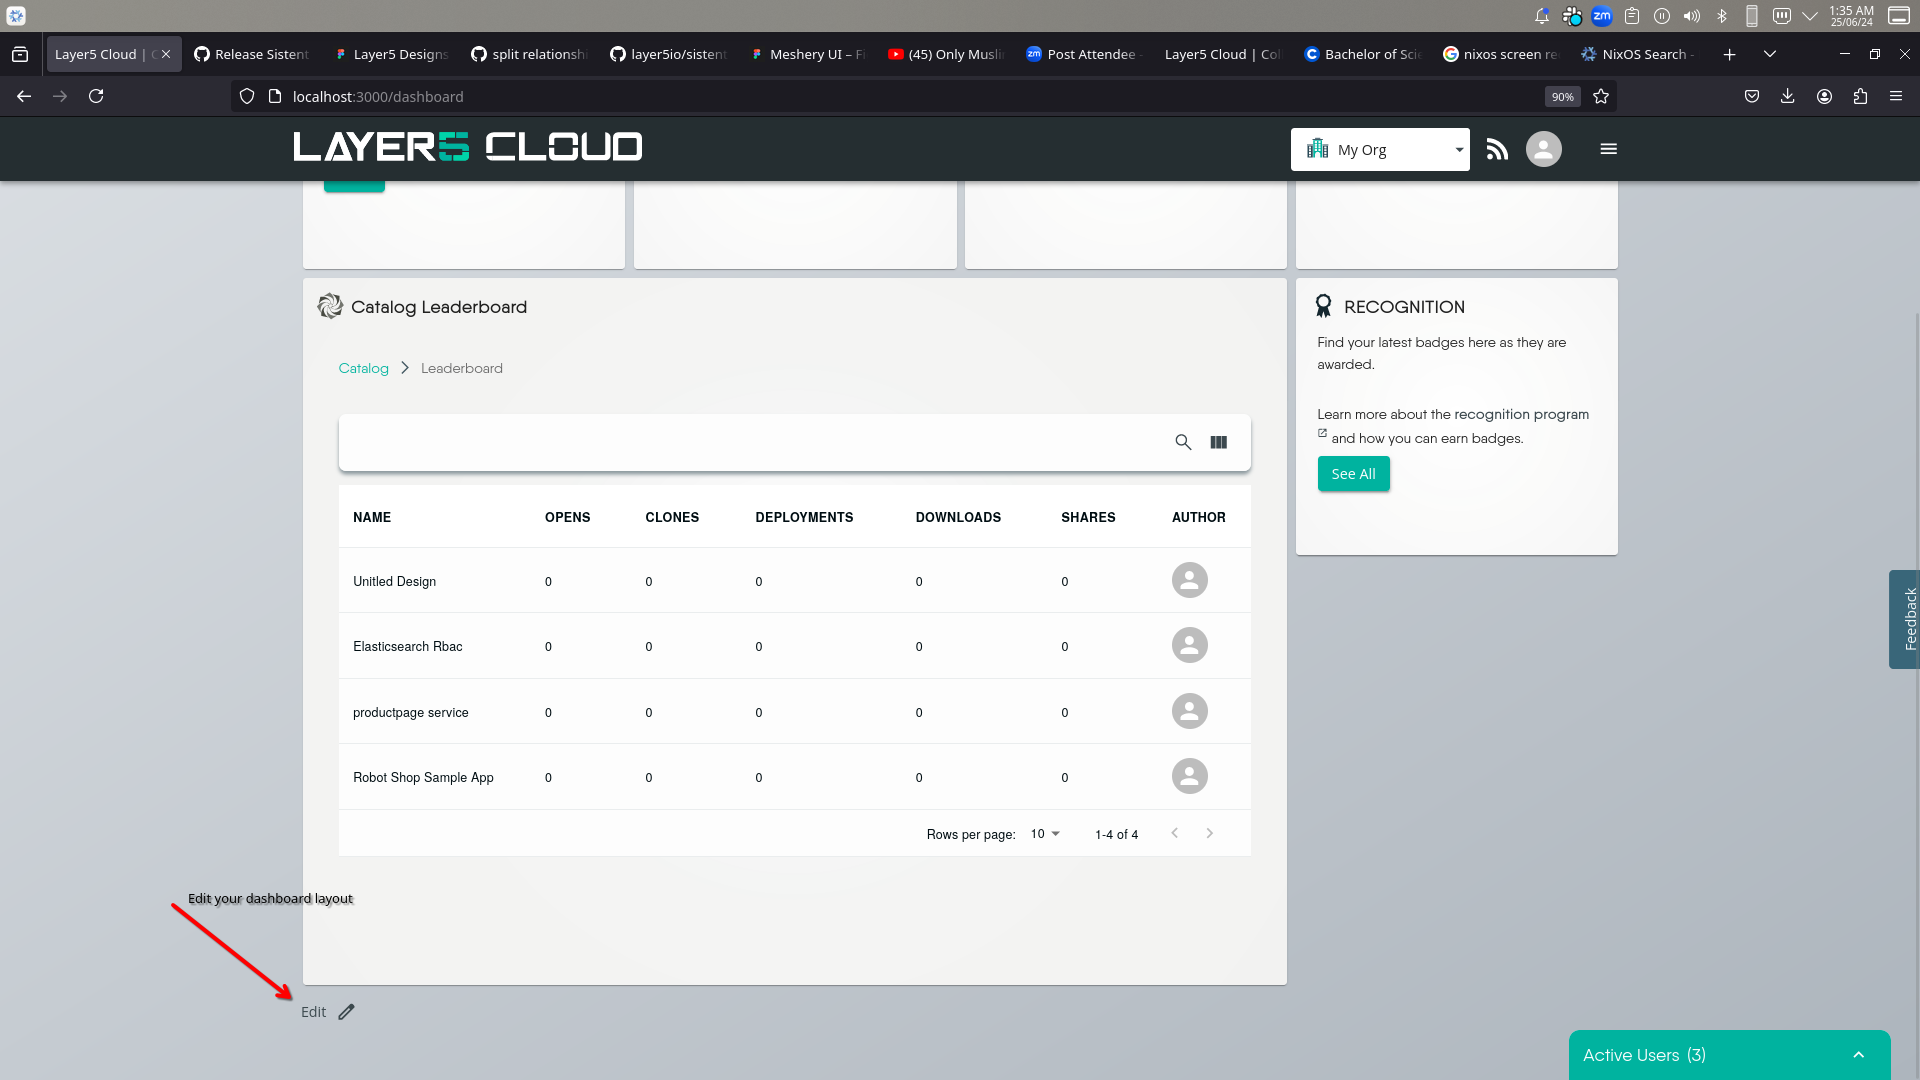 1:35 AM
25/06/24
Layer5 Cloud | C
Release Sistent
Layer5 Designs
split relationshi
layer5io/sistent
Meshery UI – Fi
(45) Only Musli
zm Post Attendee -
Layer5 Cloud | Col
Bachelor of Scie
nixos screen re
NixOS Search -
localhost:3000/dashboard
90%
LAYER5 CLOUD
My Org
Catalog Leaderboard
Catalog > Leaderboard
NAME OPENS CLONES DEPLOYMENTS DOWNLOADS SHARES AUTHOR
Unitled Design 0 0 0 0 0
Elasticsearch Rbac 0 0 0 0 0
productpage service 0 0 0 0 0
Robot Shop Sample App 0 0 0 0 0
Rows per page: 10 1-4 of 4
RECOGNITION
Find your latest badges here as they are
awarded.
Learn more about the recognition program
and how you can earn badges.
See All
Feedback
Edit your dashboard layout
Edit
Active Users (3)